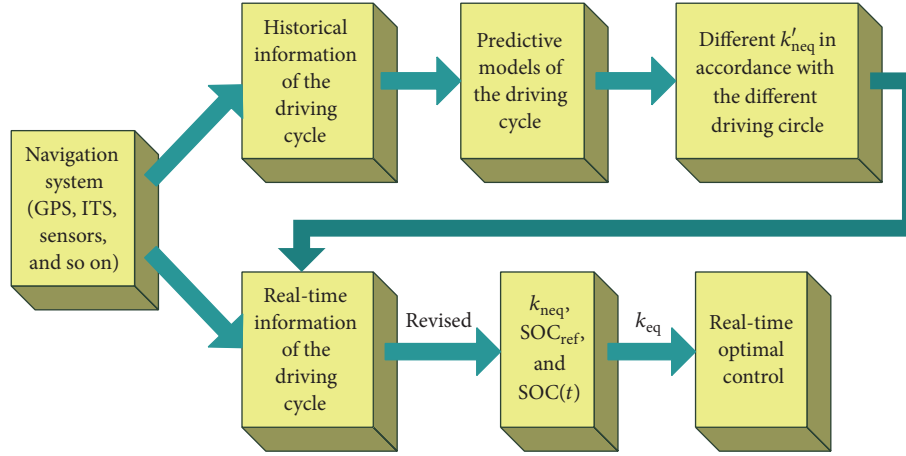 Navigation
system
(GPS, ITS,
sensors,
and so on)
Historical
information
of the
driving
cycle
Predictive
models of
the driving
cycle
Different k′neq in
accordance with
the different
driving circle
Real-time
information
of the
driving
cycle
Revised
kneq,
SOCref,
and
SOC(t)
keq
Real-time
optimal
control